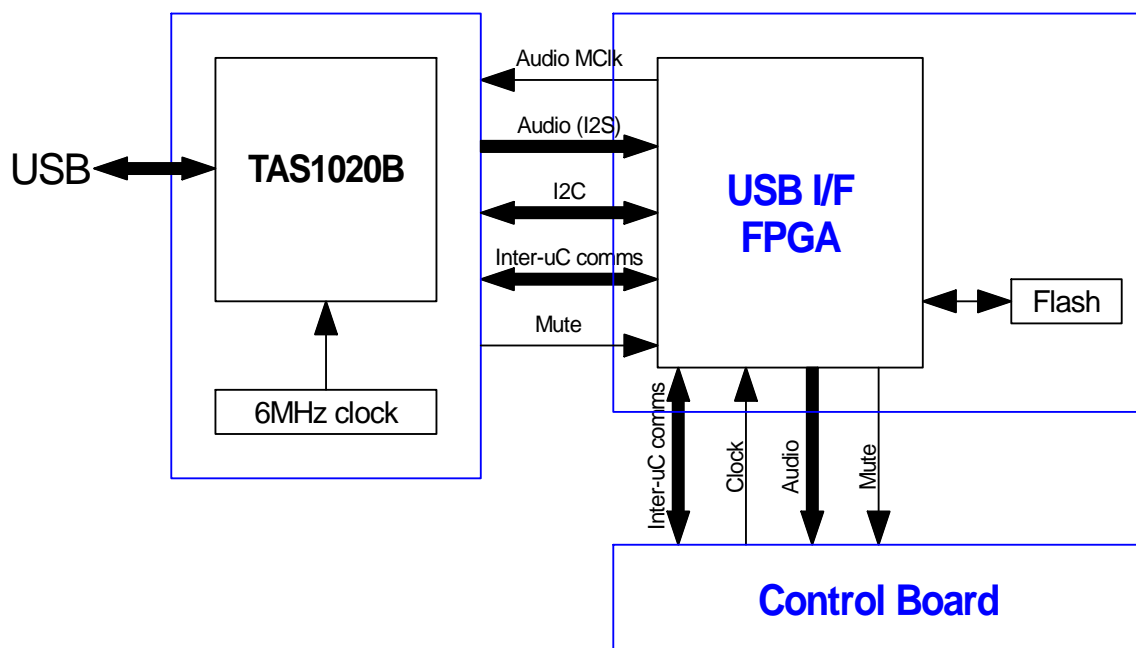 Audio MClk
Audio (I2S)
USB
TAS1020B
I2C
USB I/F
FPGA
Inter-uC comms
Flash
Mute
6MHz clock
Inter-uC comms
Clock
Audio
Mute
Control Board